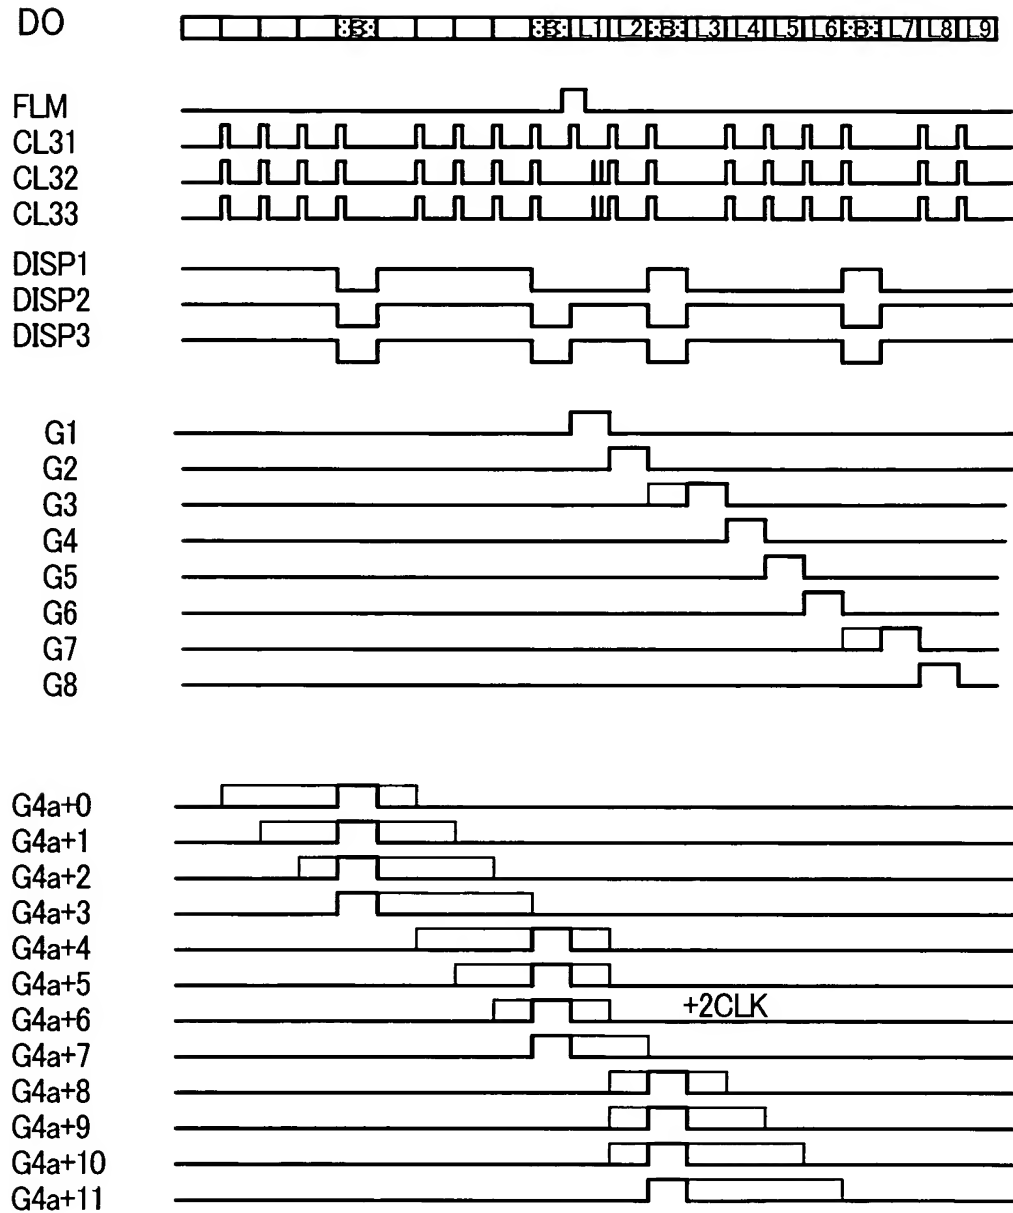 DO B B L1 L2 B L3 L4 L5 L6 B L7 L8 L9
FLM
CL31
CL32
CL33
DISP1
DISP2
DISP3
G1
G2
G3
G4
G5
G6
G7
G8
G4a+0
G4a+1
G4a+2
G4a+3
G4a+4
G4a+5
G4a+6 +2CLK
G4a+7
G4a+8
G4a+9
G4a+10
G4a+11